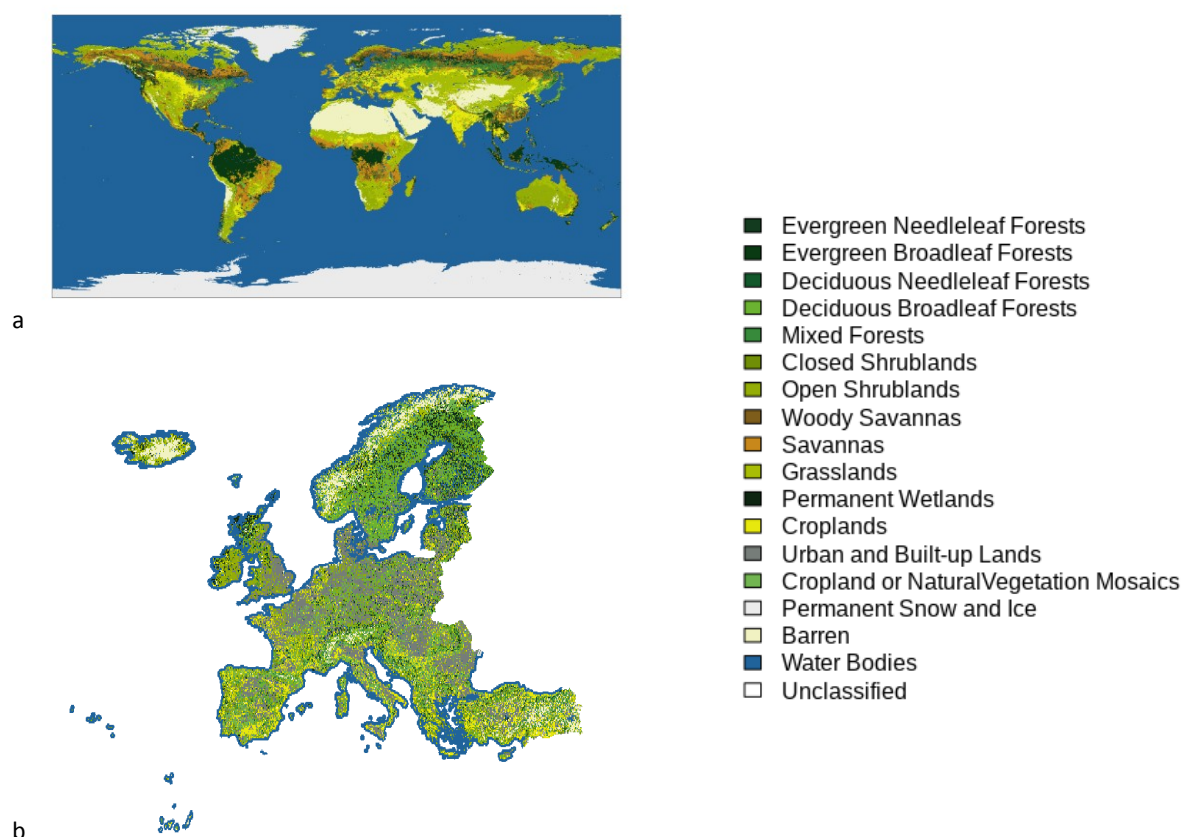 a
Evergreen Needleleaf Forests
Evergreen Broadleaf Forests
Deciduous Needleleaf Forests
Deciduous Broadleaf Forests
Mixed Forests
Closed Shrublands
Open Shrublands
Woody Savannas
Savannas
Grasslands
Permanent Wetlands
Croplands
Urban and Built-up Lands
Cropland or NaturalVegetation Mosaics
Permanent Snow and Ice
Barren
Water Bodies
Unclassified
b